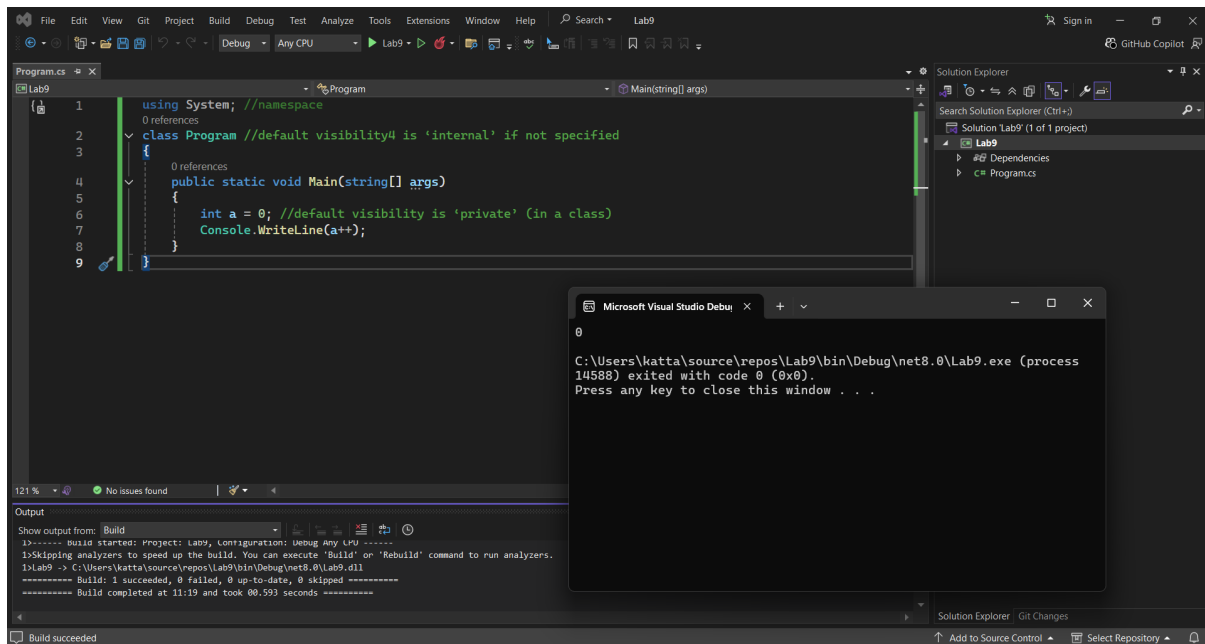 File Edit View Git Project Build Debug Test Analyze Tools Extensions Window Help Search Lab9 Sign in
Debug Any CPU Lab9 GitHub Copilot
Program.cs
Lab9 Program Main(string[] args)
1 using System; //namespace
0 references
2 class Program //default visibility4 is ‘internal’ if not specified
3 {
0 references
4 public static void Main(string[] args)
5 {
6 int a = 0; //default visibility is ‘private’ (in a class)
7 Console.WriteLine(a++);
8 }
9 }
Solution Explorer
Search Solution Explorer (Ctrl+;)
Solution 'Lab9' (1 of 1 project)
Lab9
Dependencies
C# Program.cs
Microsoft Visual Studio Debu
0
C:\Users\katta\source\repos\Lab9\bin\Debug\net8.0\Lab9.exe (process
14588) exited with code 0 (0x0).
Press any key to close this window . . .
121 % No issues found
Output
Show output from: Build
1>------ Build started: Project: Lab9, Configuration: Debug Any CPU ------
1>Skipping analyzers to speed up the build. You can execute 'Build' or 'Rebuild' command to run analyzers.
1>Lab9 -> C:\Users\katta\source\repos\Lab9\bin\Debug\net8.0\Lab9.dll
========== Build: 1 succeeded, 0 failed, 0 up-to-date, 0 skipped ==========
========== Build completed at 11:19 and took 00.593 seconds ==========
Solution Explorer Git Changes
Build succeeded Add to Source Control Select Repository